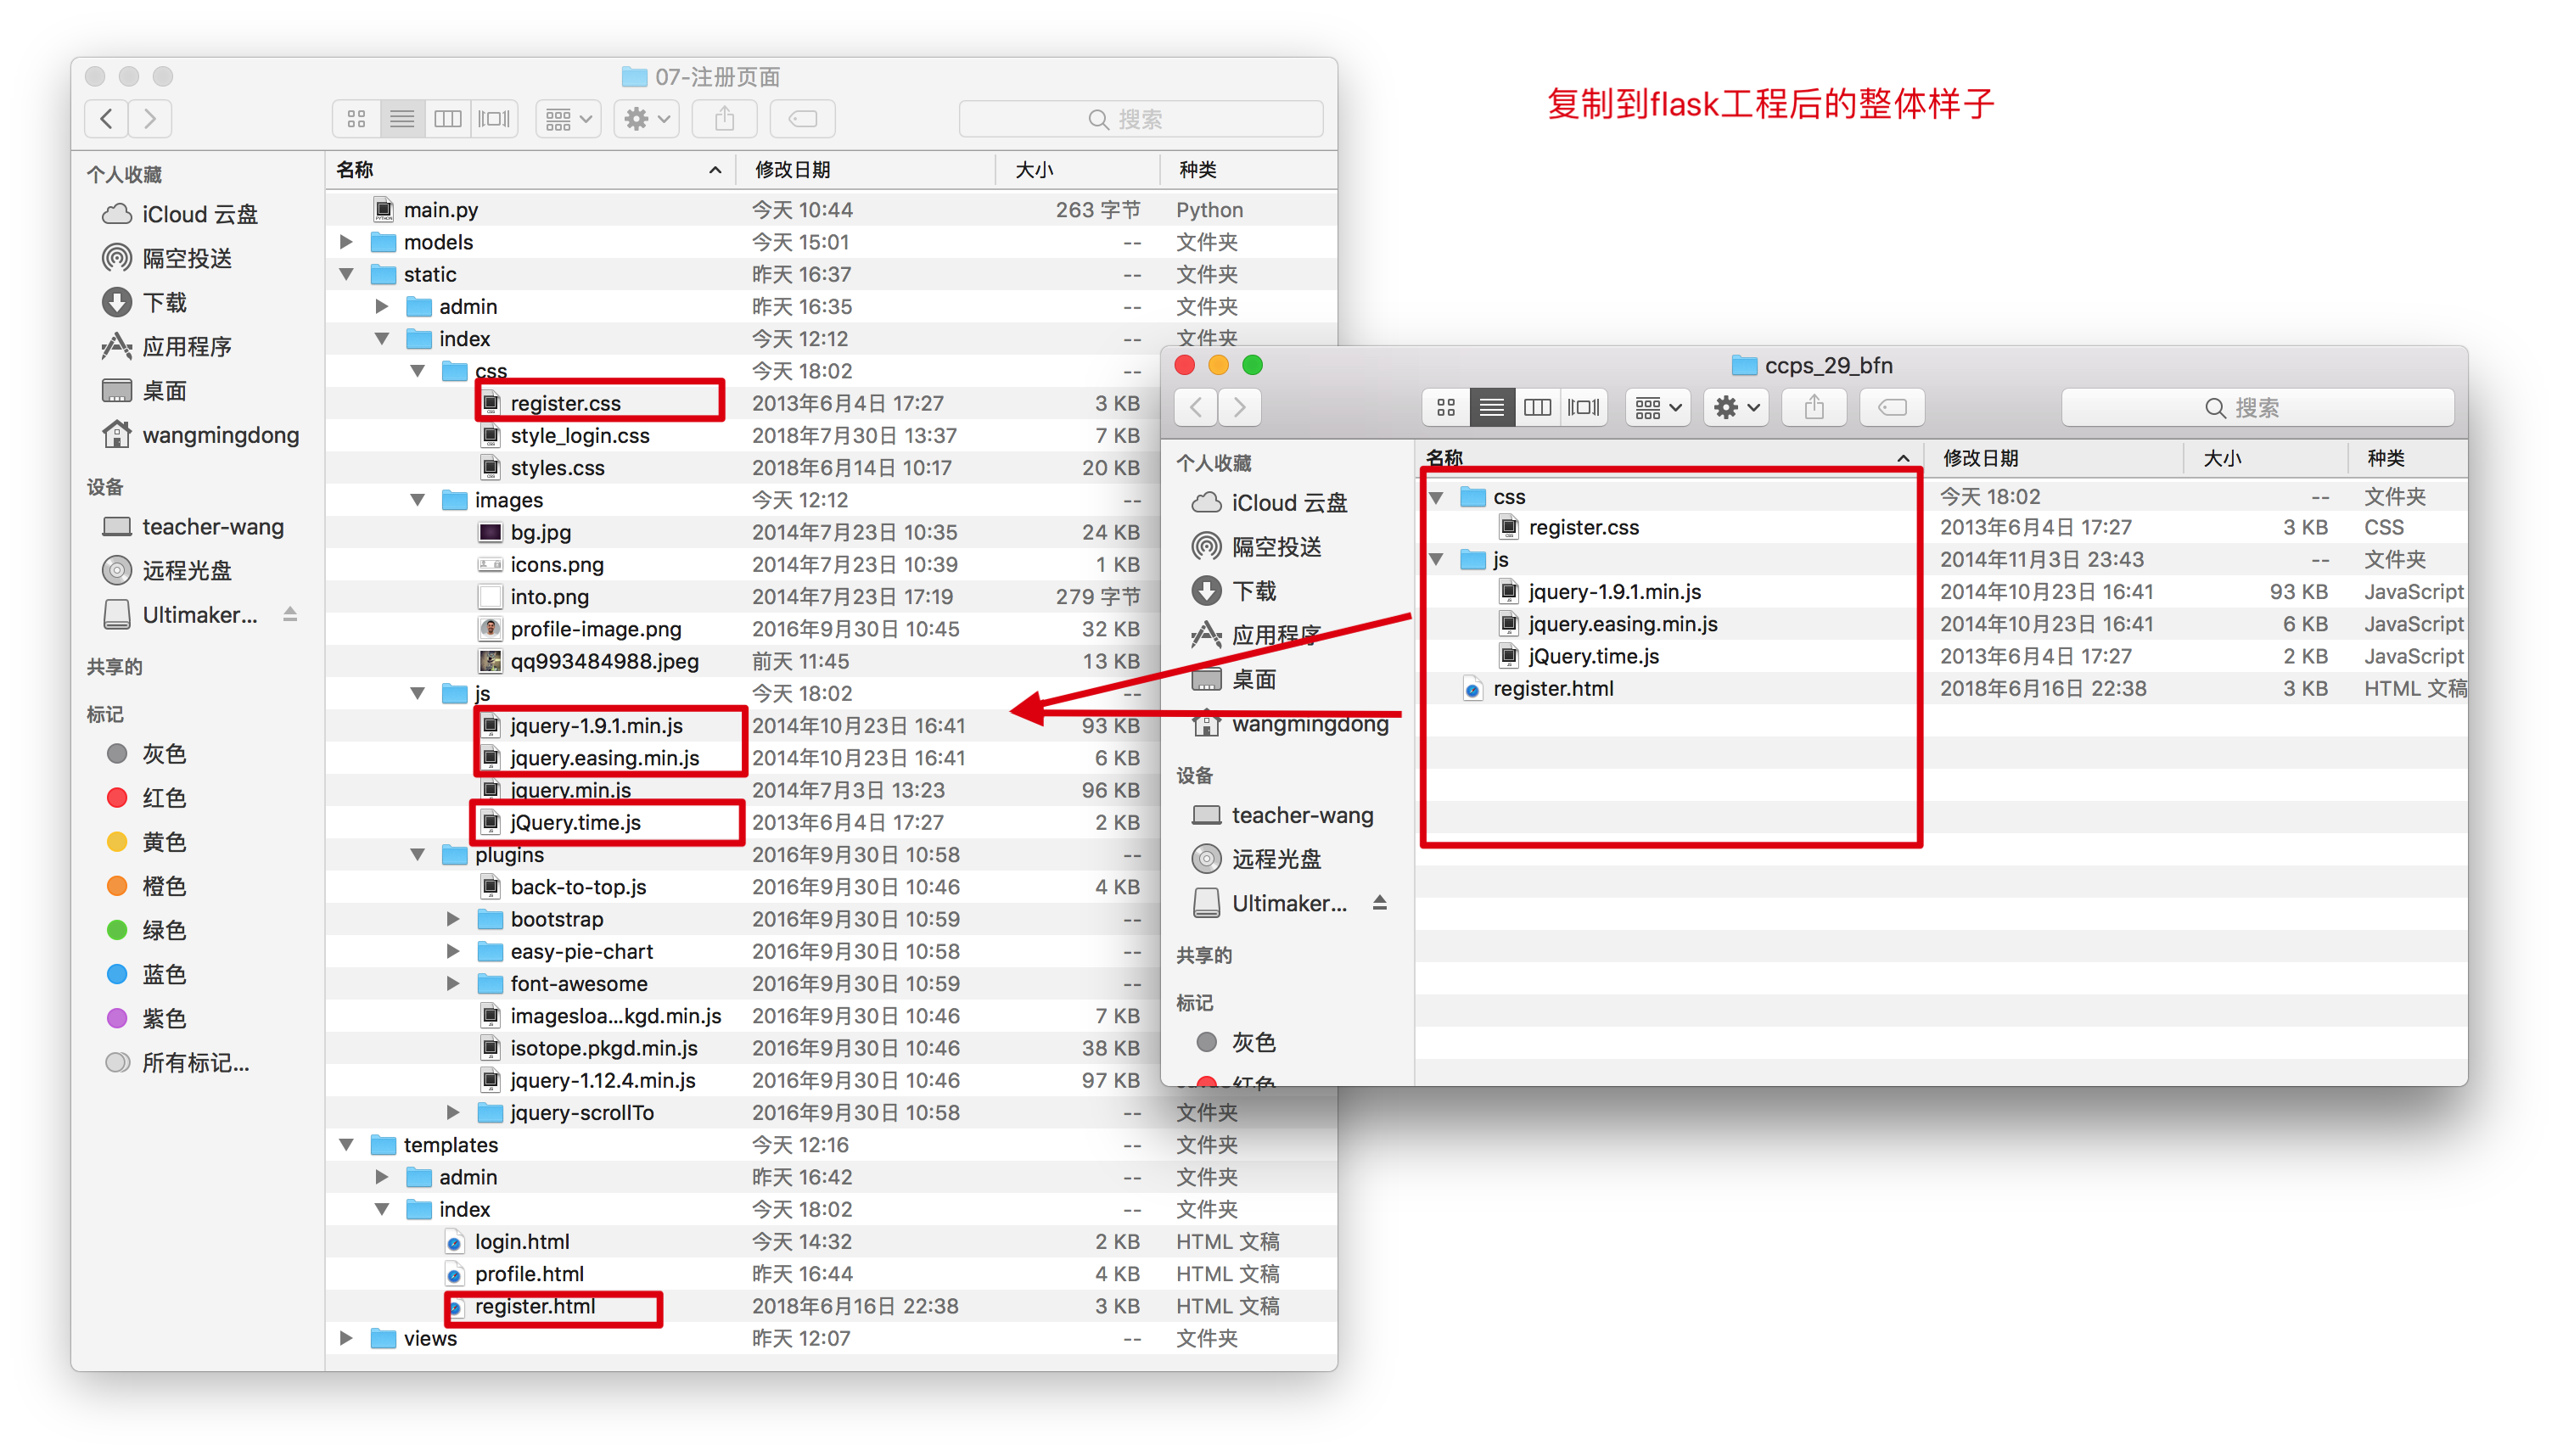 复制到flask工程后的整体样子
07-注册页面
搜索
个人收藏
iCloud 云盘
隔空投送
下载
应用程序
桌面
wangmingdong
设备
teacher-wang
远程光盘
Ultimaker...
共享的
标记
灰色
红色
黄色
橙色
绿色
蓝色
紫色
所有标记...
名称 修改日期 大小 种类
main.py 今天 10:44 263 字节 Python
models 今天 15:01 -- 文件夹
static 昨天 16:37 -- 文件夹
admin 昨天 16:35 -- 文件夹
index 今天 12:12 -- 文件夹
css 今天 18:02 --
register.css 2013年6月4日 17:27 3 KB
style_login.css 2018年7月30日 13:37 7 KB
styles.css 2018年6月14日 10:17 20 KB
images 今天 12:12 --
bg.jpg 2014年7月23日 10:35 24 KB
icons.png 2014年7月23日 10:39 1 KB
into.png 2014年7月23日 17:19 279 字节
profile-image.png 2016年9月30日 10:45 32 KB
qq993484988.jpeg 前天 11:45 13 KB
js 今天 18:02 --
jquery-1.9.1.min.js 2014年10月23日 16:41 93 KB
jquery.easing.min.js 2014年10月23日 16:41 6 KB
jquery.min.js 2014年7月3日 13:23 96 KB
jQuery.time.js 2013年6月4日 17:27 2 KB
plugins 2016年9月30日 10:58 --
back-to-top.js 2016年9月30日 10:46 4 KB
bootstrap 2016年9月30日 10:59 --
easy-pie-chart 2016年9月30日 10:58 --
font-awesome 2016年9月30日 10:59 --
imagesloa...kgd.min.js 2016年9月30日 10:46 7 KB
isotope.pkgd.min.js 2016年9月30日 10:46 38 KB
jquery-1.12.4.min.js 2016年9月30日 10:46 97 KB
jquery-scrollTo 2016年9月30日 10:58 -- 文件夹
templates 今天 12:16 -- 文件夹
admin 昨天 16:42 -- 文件夹
index 今天 18:02 -- 文件夹
login.html 今天 14:32 2 KB HTML 文稿
profile.html 昨天 16:44 4 KB HTML 文稿
register.html 2018年6月16日 22:38 3 KB HTML 文稿
views 昨天 12:07 -- 文件夹
ccps_29_bfn
搜索
个人收藏
iCloud 云盘
隔空投送
下载
应用程序
桌面
wangmingdong
设备
teacher-wang
远程光盘
Ultimaker...
共享的
标记
灰色
红色
名称 修改日期 大小 种类
css 今天 18:02 -- 文件夹
register.css 2013年6月4日 17:27 3 KB CSS
js 2014年11月3日 23:43 -- 文件夹
jquery-1.9.1.min.js 2014年10月23日 16:41 93 KB JavaScript
jquery.easing.min.js 2014年10月23日 16:41 6 KB JavaScript
jQuery.time.js 2013年6月4日 17:27 2 KB JavaScript
register.html 2018年6月16日 22:38 3 KB HTML 文稿